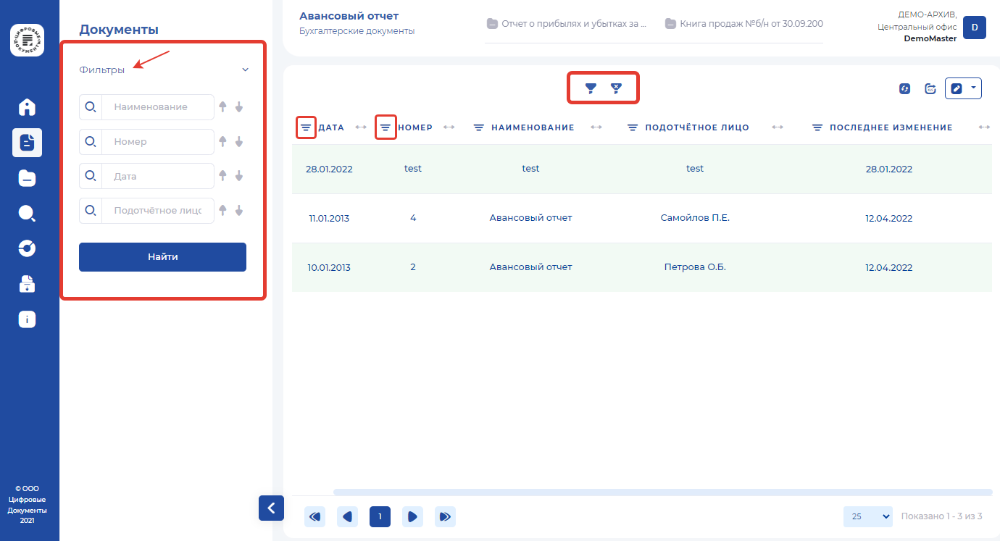 ЦИФРОВЫЕ ДОКУМЕНТЫ
© ООО
Цифровые
Документы
2021
Документы
Фильтры
Наименование
Номер
Дата
Подотчётное лицо
Найти
Авансовый отчет
Бухгалтерские документы
Отчет о прибылях и убытках за ...
Книга продаж №б/н от 30.09.200
ДЕМО-АРХИВ,
Центральный офис
DemoMaster
D
XLS
ДАТА НОМЕР НАИМЕНОВАНИЕ ПОДОТЧЁТНОЕ ЛИЦО ПОСЛЕДНЕЕ ИЗМЕНЕНИЕ
28.01.2022 test test test 28.01.2022
11.01.2013 4 Авансовый отчет Самойлов П.Е. 12.04.2022
10.01.2013 2 Авансовый отчет Петрова О.Б. 12.04.2022
1
25
Показано 1 - 3 из 3